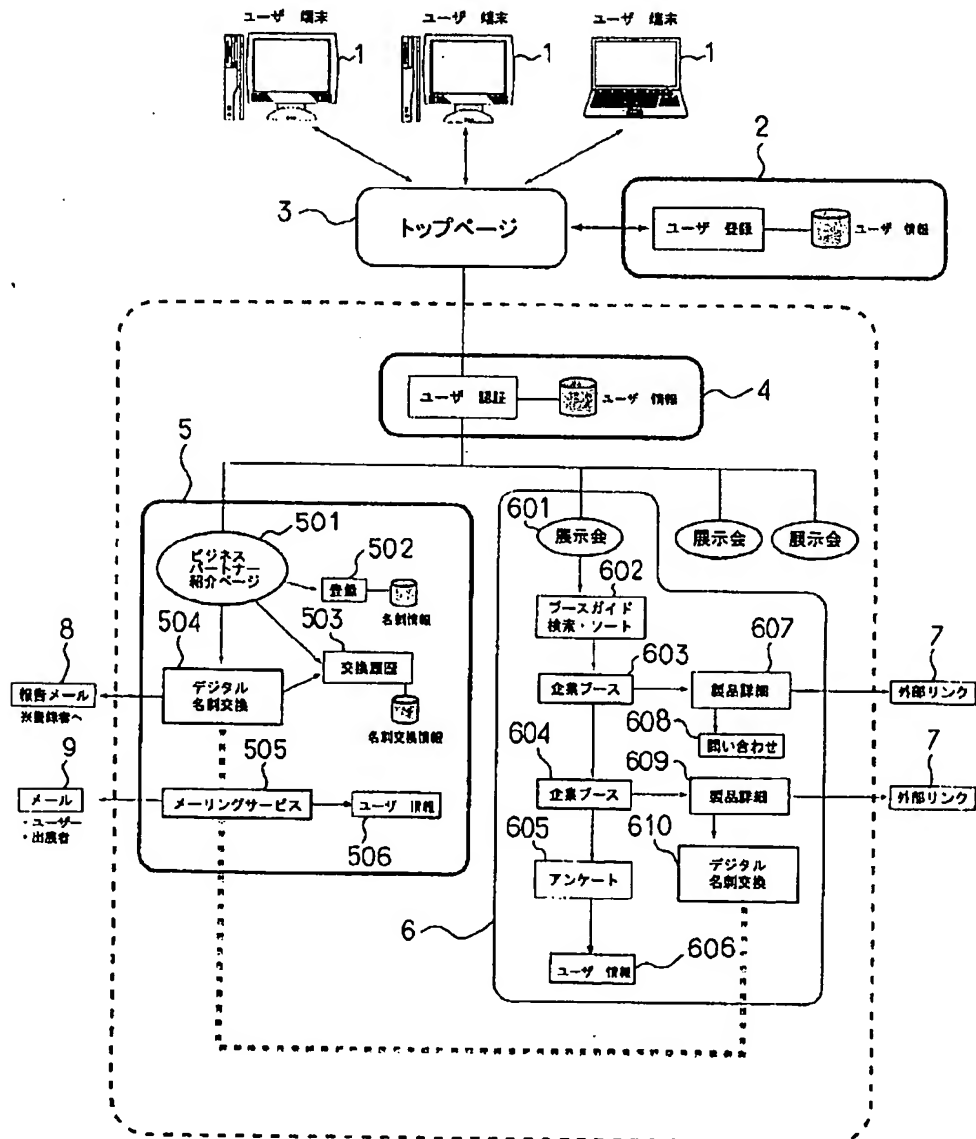 ユーザ 端末
ユーザ 端末
ユーザ 端末
1
1
1
2
3
トップページ
ユーザ 登録
ユーザ 情報
ユーザ 認証
ユーザ 情報
4
5
501
ビジネス
パートナー
紹介ページ
502
登録
名刺情報
503
交換履歴
名刺交換情報
504
デジタル
名刺交換
8
報告メール
※登録者へ
505
メーリングサービス
ユーザ 情報
506
9
メール
・ユーザー
・出展者
601
展示会
展示会
展示会
602
ブースガイド
検索・ソート
603
企業ブース
607
製品詳細
7
外部リンク
608
問い合わせ
604
企業ブース
609
製品詳細
7
外部リンク
605
アンケート
610
デジタル
名刺交換
6
ユーザ 情報
606